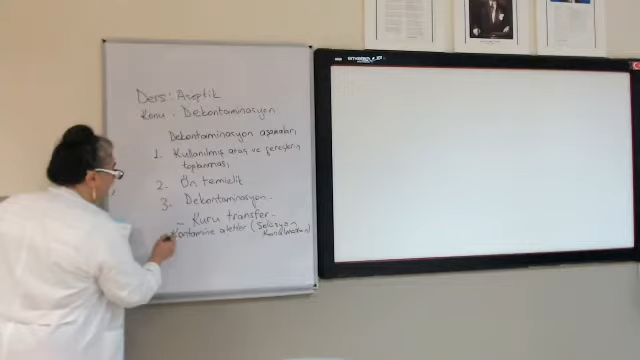 Ders: Aseptik
Konu: Dekontaminasyon
Dekontaminasyon aşamaları
1. Kullanılmış araç ve gereçlerin
toplanması
2. Ön temizlik
3. Dekontaminasyon
- Kuru transfer
Kontamine aletler (